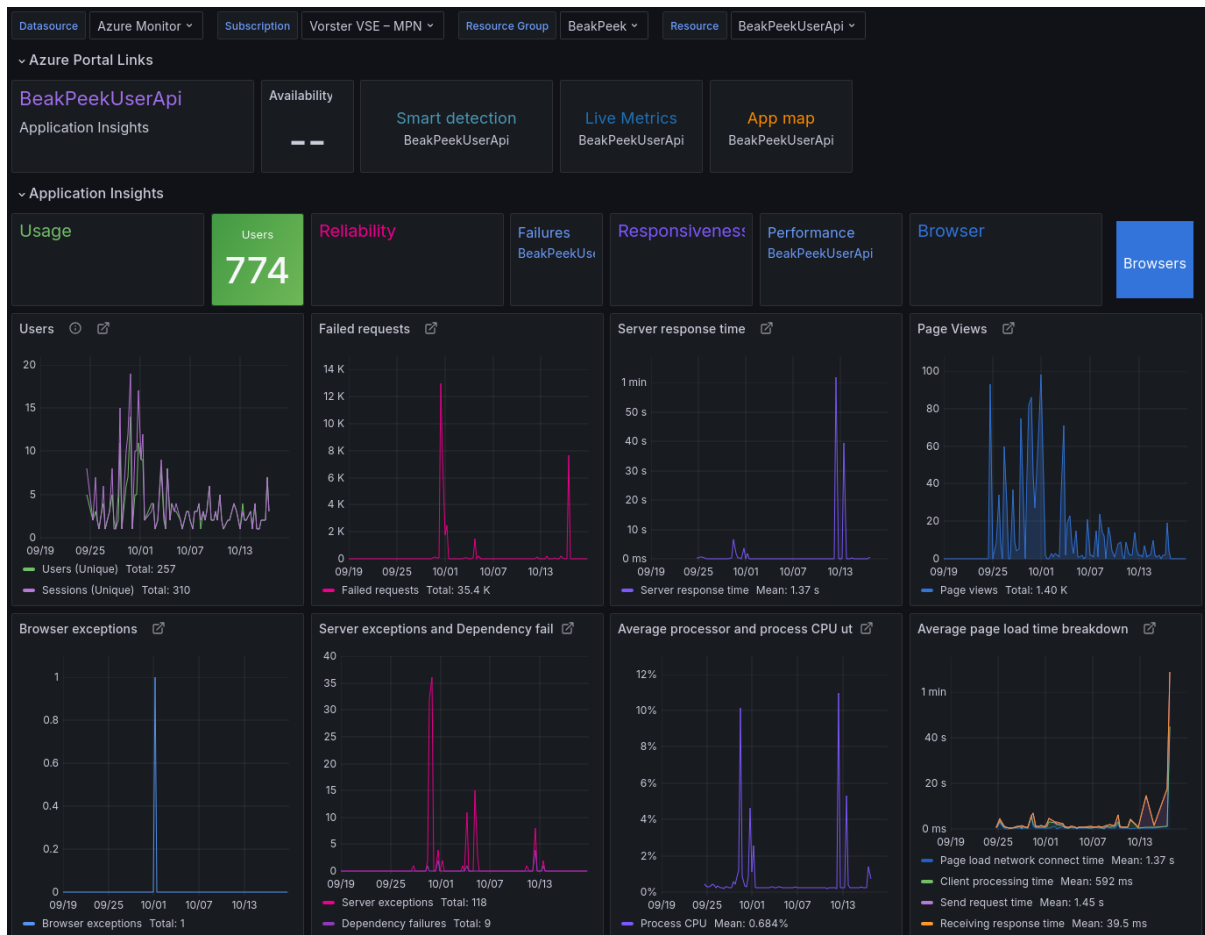 Datasource Azure Monitor Subscription Vorster VSE – MPN Resource Group BeakPeek Resource BeakPeekUserApi
Azure Portal Links
BeakPeekUserApi
Application Insights
Availability
--
Smart detection
BeakPeekUserApi
Live Metrics
BeakPeekUserApi
App map
BeakPeekUserApi
Application Insights
Usage
Users
774
Reliability
Failures
BeakPeekUse
Responsiveness
Performance
BeakPeekUserApi
Browser
Browsers
Users
20
15
10
5
0
09/19 09/25 10/01 10/07 10/13
Users (Unique) Total: 257
Sessions (Unique) Total: 310
Failed requests
14 K
12 K
10 K
8 K
6 K
4 K
2 K
0
09/19 09/25 10/01 10/07 10/13
Failed requests Total: 35.4 K
Server response time
1 min
50 s
40 s
30 s
20 s
10 s
0 ms
09/19 09/25 10/01 10/07 10/13
Server response time Mean: 1.37 s
Page Views
100
80
60
40
20
0
09/19 09/25 10/01 10/07 10/13
Page views Total: 1.40 K
Browser exceptions
1
0.8
0.6
0.4
0.2
0
09/19 09/25 10/01 10/07 10/13
Browser exceptions Total: 1
Server exceptions and Dependency fail
40
35
30
25
20
15
10
5
0
09/19 09/25 10/01 10/07 10/13
Server exceptions Total: 118
Dependency failures Total: 9
Average processor and process CPU ut
12%
10%
8%
6%
4%
2%
0%
09/19 09/25 10/01 10/07 10/13
Process CPU Mean: 0.684%
Average page load time breakdown
1 min
40 s
20 s
0 ms
09/19 09/25 10/01 10/07 10/13
Page load network connect time Mean: 1.37 s
Client processing time Mean: 592 ms
Send request time Mean: 1.45 s
Receiving response time Mean: 39.5 ms